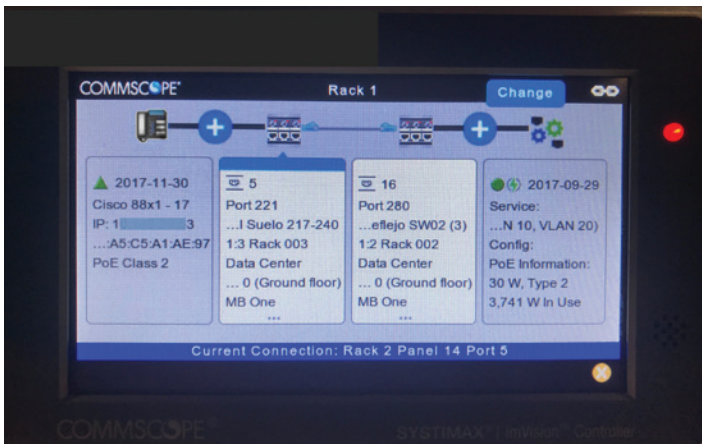 COMMSCOPE®
Rack 1
Change
2017-11-30
Cisco 88x1 - 17
IP: 1 3
...:A5:C5:A1:AE:97
PoE Class 2
5
Port 221
...l Suelo 217-240
1:3 Rack 003
Data Center
... 0 (Ground floor)
MB One
...
16
Port 280
...eflejo SW02 (3)
1:2 Rack 002
Data Center
... 0 (Ground floor)
MB One
...
2017-09-29
Service:
...N 10, VLAN 20)
Config:
PoE Information:
30 W, Type 2
3,741 W In Use
Current Connection: Rack 2 Panel 14 Port 5
COMMSCOPE®
SYSTIMAX® | imVision™ Controller